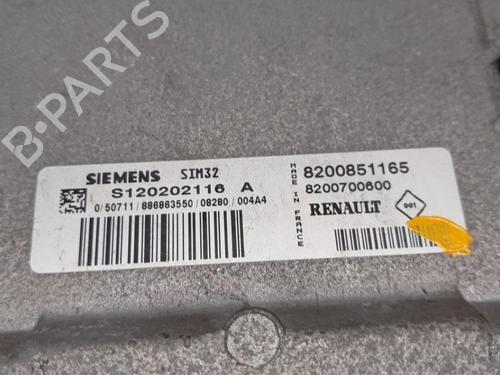 SIEMENS SIM32
S120202116 A
0/50711/886863550/08280/004A4
MADE IN FRANCE
8200851165
8200700600
RENAULT
001
B-PARTS